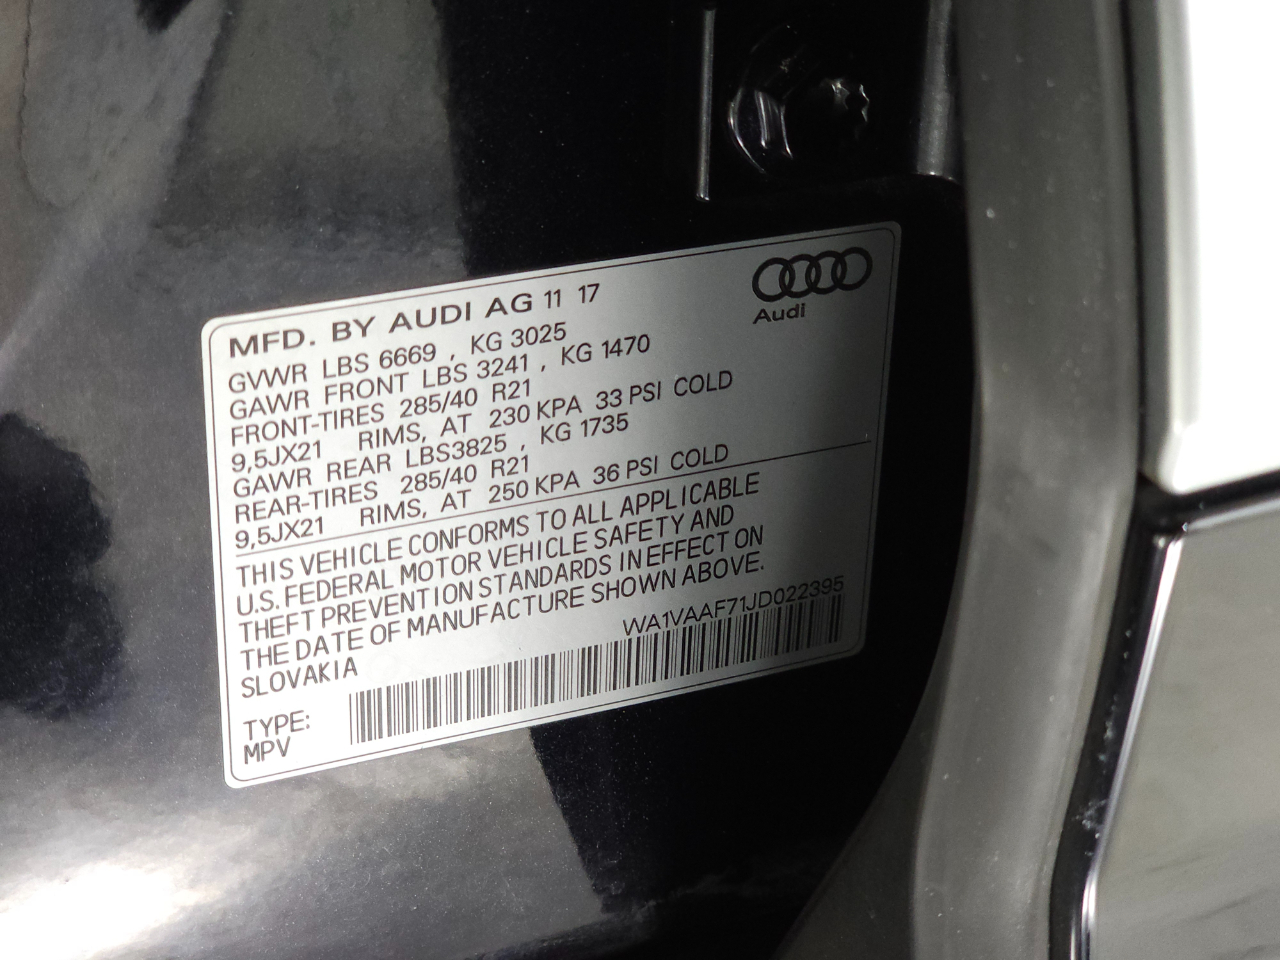 MFD. BY AUDI AG 11 17
Audi
GVWR LBS 6669 , KG 3025
GAWR FRONT LBS 3241 , KG 1470
FRONT-TIRES 285/40 R21
9,5JX21 RIMS, AT 230 KPA 33 PSI COLD
GAWR REAR LBS3825 , KG 1735
REAR-TIRES 285/40 R21
9,5JX21 RIMS, AT 250 KPA 36 PSI COLD
THIS VEHICLE CONFORMS TO ALL APPLICABLE
U.S. FEDERAL MOTOR VEHICLE SAFETY AND
THEFT PREVENTION STANDARDS IN EFFECT ON
THE DATE OF MANUFACTURE SHOWN ABOVE.
SLOVAKIA
WA1VAAF71JD022395
TYPE:
MPV